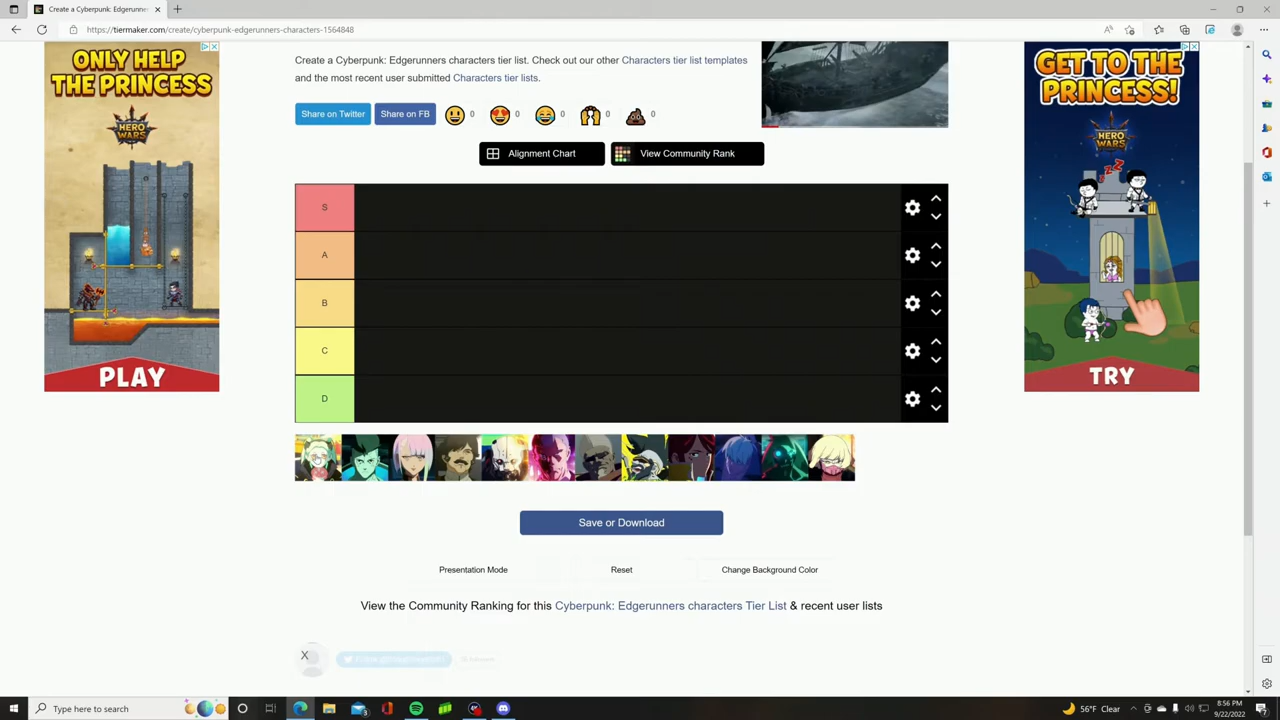 Create a Cyberpunk: Edgerunners
https://tiermaker.com/create/cyberpunk-edgerunners-characters-1564848
ONLY HELP
THE PRINCESS!
HERO
WARS
PLAY
Create a Cyberpunk: Edgerunners characters tier list. Check out our other Characters tier list templates
and the most recent user submitted Characters tier lists.
Share on Twitter
Share on FB
0
0
0
0
0
Alignment Chart
View Community Rank
S
A
B
C
D
Save or Download
Presentation Mode
Reset
Change Background Color
View the Community Ranking for this Cyberpunk: Edgerunners characters Tier List & recent user lists
X
GET TO THE
PRINCESS!
HERO
WARS
Z Z Z
TRY
Type here to search
3
56°F Clear
8:56 PM
9/22/2022
7